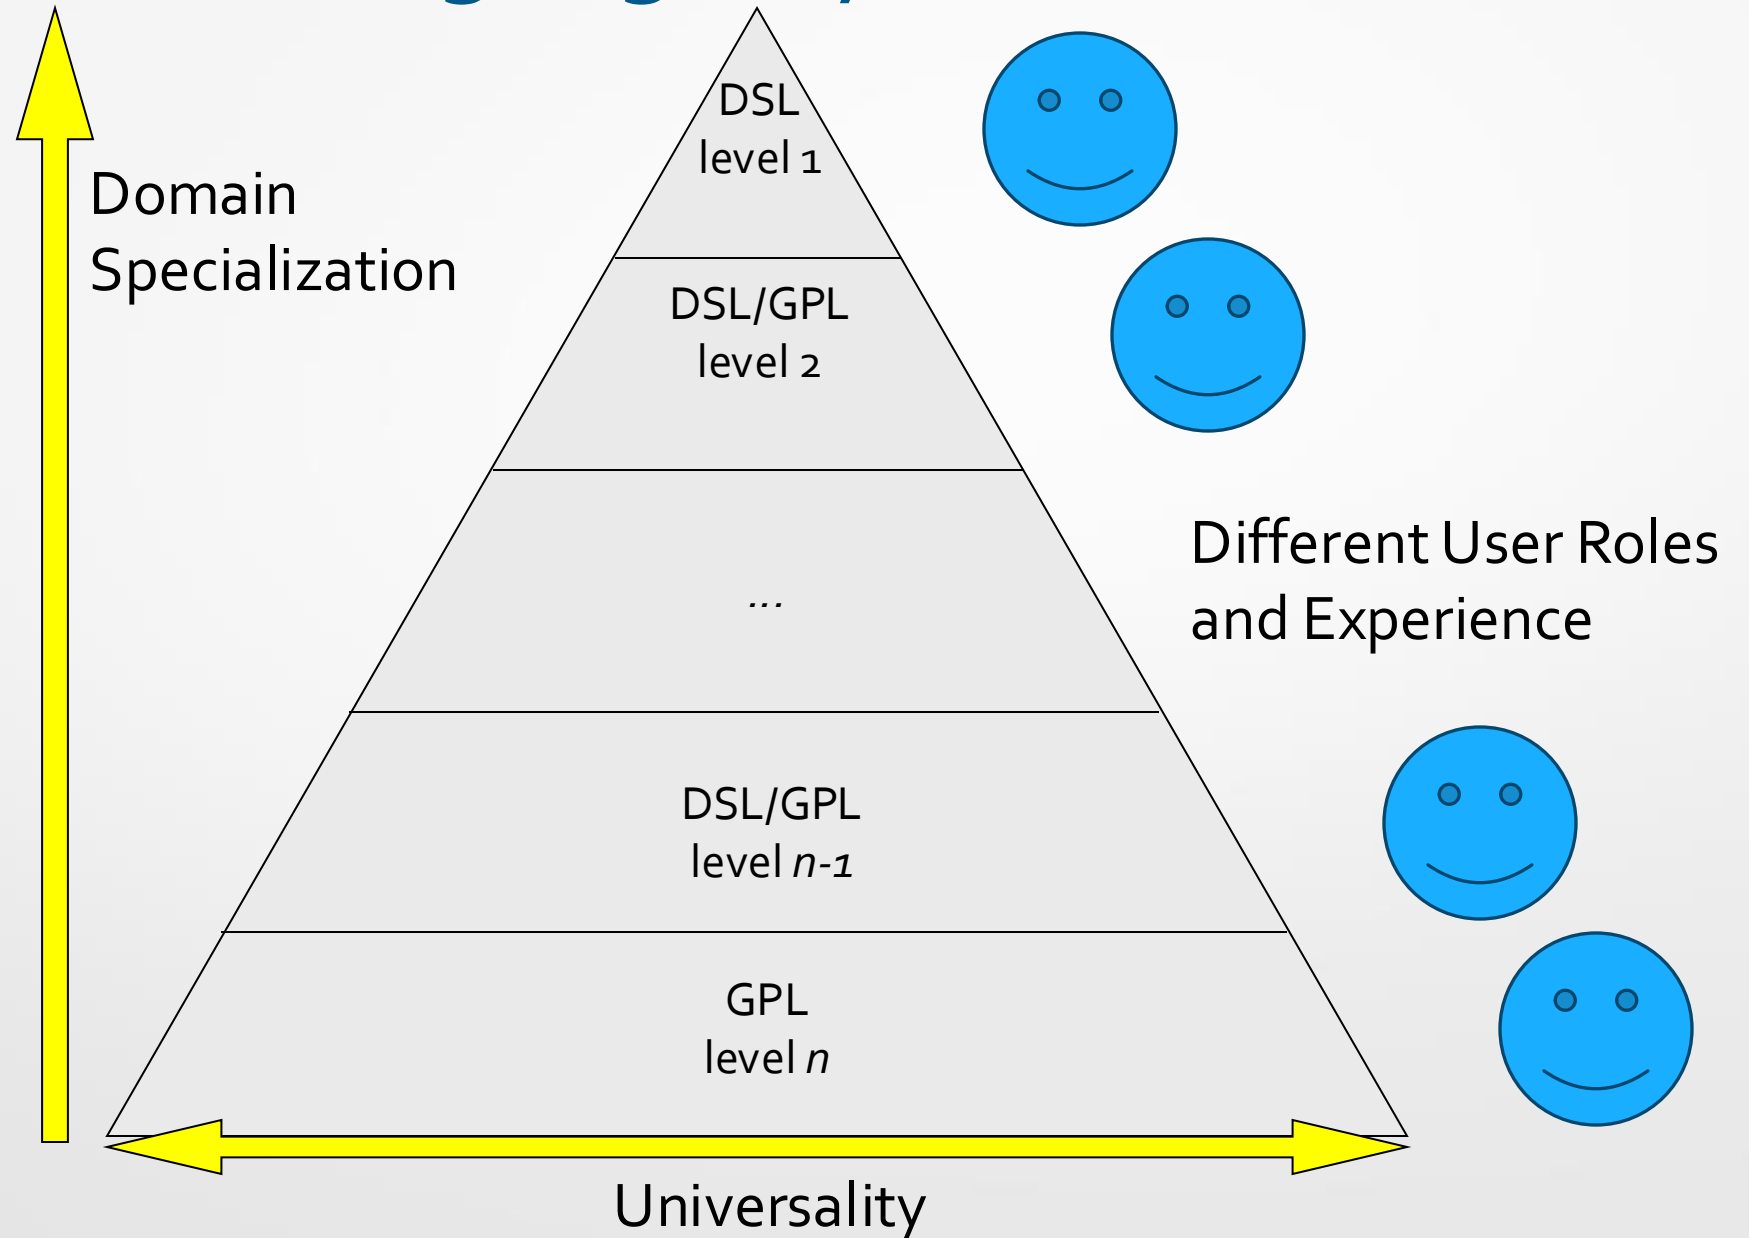 DSL
level 1
Domain
Specialization
DSL/GPL
level 2
...
Different User Roles
and Experience
DSL/GPL
level n-1
GPL
level n
Universality